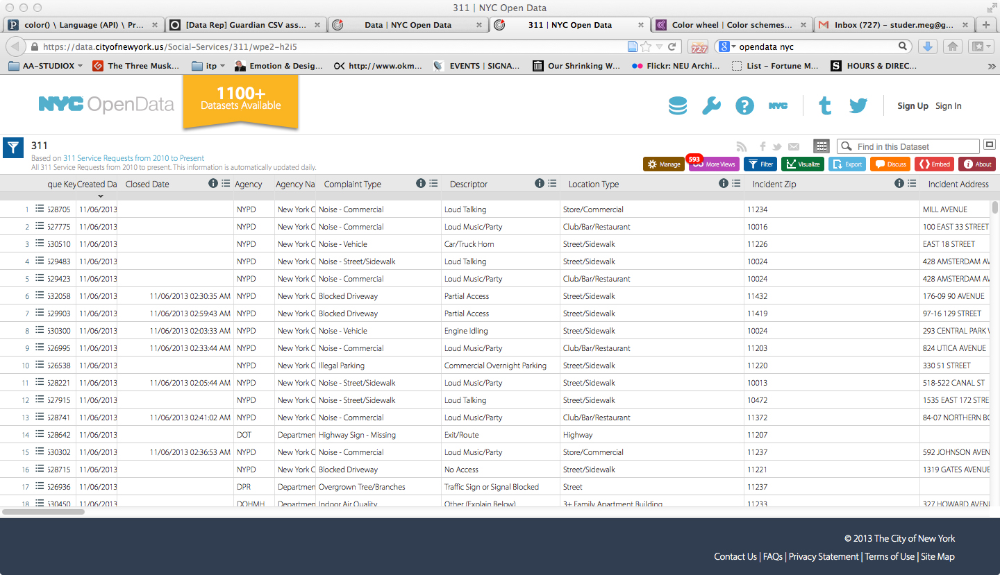 311 | NYC Open Data
color() \ Language (API) \ Pr...
[Data Rep] Guardian CSV ass...
Data | NYC Open Data
311 | NYC Open Data
Color wheel | Color schemes...
Inbox (727) - studer.meg@g...
https://data.cityofnewyork.us/Social-Services/311/wpe2-h2i5
727
opendata nyc
AA-STUDIOX
The Three Musk...
itp
Emotion & Desig...
http://www.okm...
EVENTS | SIGNA...
Our Shrinking W...
Flickr: NEU Archi...
List - Fortune M...
HOURS & DIREC...
NYC OpenData
1100+
Datasets Available
NYC
Sign Up Sign In
311
Based on 311 Service Requests from 2010 to Present
All 311 Service Requests from 2010 to present. This information is automatically updated daily.
Find in this Dataset
Manage
593
More Views
Filter
Visualize
Export
Discuss
Embed
About
que Key Created Da Closed Date Agency Agency Na Complaint Type Descriptor Location Type Incident Zip Incident Address
1 528705 11/06/2013 NYPD New York C Noise - Commercial Loud Talking Store/Commercial 11234 MILL AVENUE
2 527775 11/06/2013 NYPD New York C Noise - Commercial Loud Music/Party Club/Bar/Restaurant 10016 100 EAST 33 STREET
3 530510 11/06/2013 NYPD New York C Noise - Vehicle Car/Truck Horn Street/Sidewalk 11226 EAST 18 STREET
4 529483 11/06/2013 NYPD New York C Noise - Street/Sidewalk Loud Talking Street/Sidewalk 10024 428 AMSTERDAM AV
5 529423 11/06/2013 NYPD New York C Noise - Commercial Loud Music/Party Club/Bar/Restaurant 10024 428 AMSTERDAM AV
6 532058 11/06/2013 11/06/2013 02:30:35 AM NYPD New York C Blocked Driveway Partial Access Street/Sidewalk 11432 176-09 90 AVENUE
7 529903 11/06/2013 11/06/2013 02:59:43 AM NYPD New York C Blocked Driveway Partial Access Street/Sidewalk 11419 97-16 129 STREET
8 530300 11/06/2013 11/06/2013 02:03:33 AM NYPD New York C Noise - Vehicle Engine Idling Street/Sidewalk 10024 293 CENTRAL PARK W
9 526995 11/06/2013 11/06/2013 02:33:44 AM NYPD New York C Noise - Commercial Loud Music/Party Club/Bar/Restaurant 11203 824 UTICA AVENUE
10 526538 11/06/2013 NYPD New York C Illegal Parking Commercial Overnight Parking Street/Sidewalk 11220 330 51 STREET
11 528221 11/06/2013 11/06/2013 02:05:44 AM NYPD New York C Noise - Street/Sidewalk Loud Music/Party Street/Sidewalk 10013 518-522 CANAL ST
12 527915 11/06/2013 NYPD New York C Noise - Street/Sidewalk Loud Talking Street/Sidewalk 10472 1535 EAST 172 STRE
13 528741 11/06/2013 11/06/2013 02:41:02 AM NYPD New York C Noise - Commercial Loud Music/Party Club/Bar/Restaurant 11372 84-07 NORTHERN BO
14 528642 11/06/2013 DOT Departmen Highway Sign - Missing Exit/Route Highway 11207
15 530302 11/06/2013 11/06/2013 02:36:53 AM NYPD New York C Noise - Commercial Loud Music/Party Store/Commercial 11237 592 JOHNSON AVEN
16 528715 11/06/2013 NYPD New York C Blocked Driveway No Access Street/Sidewalk 11221 1319 GATES AVENUE
17 526936 11/06/2013 DPR Departmen Overgrown Tree/Branches Traffic Sign or Signal Blocked Street 11237
18 530450 11/06/2013 DOHMH Departmen Indoor Air Quality Other (Explain Below) 3+ Family Apartment Building 11233 327 HOWARD AVEN
© 2013 The City of New York
Contact Us | FAQs | Privacy Statement | Terms of Use | Site Map